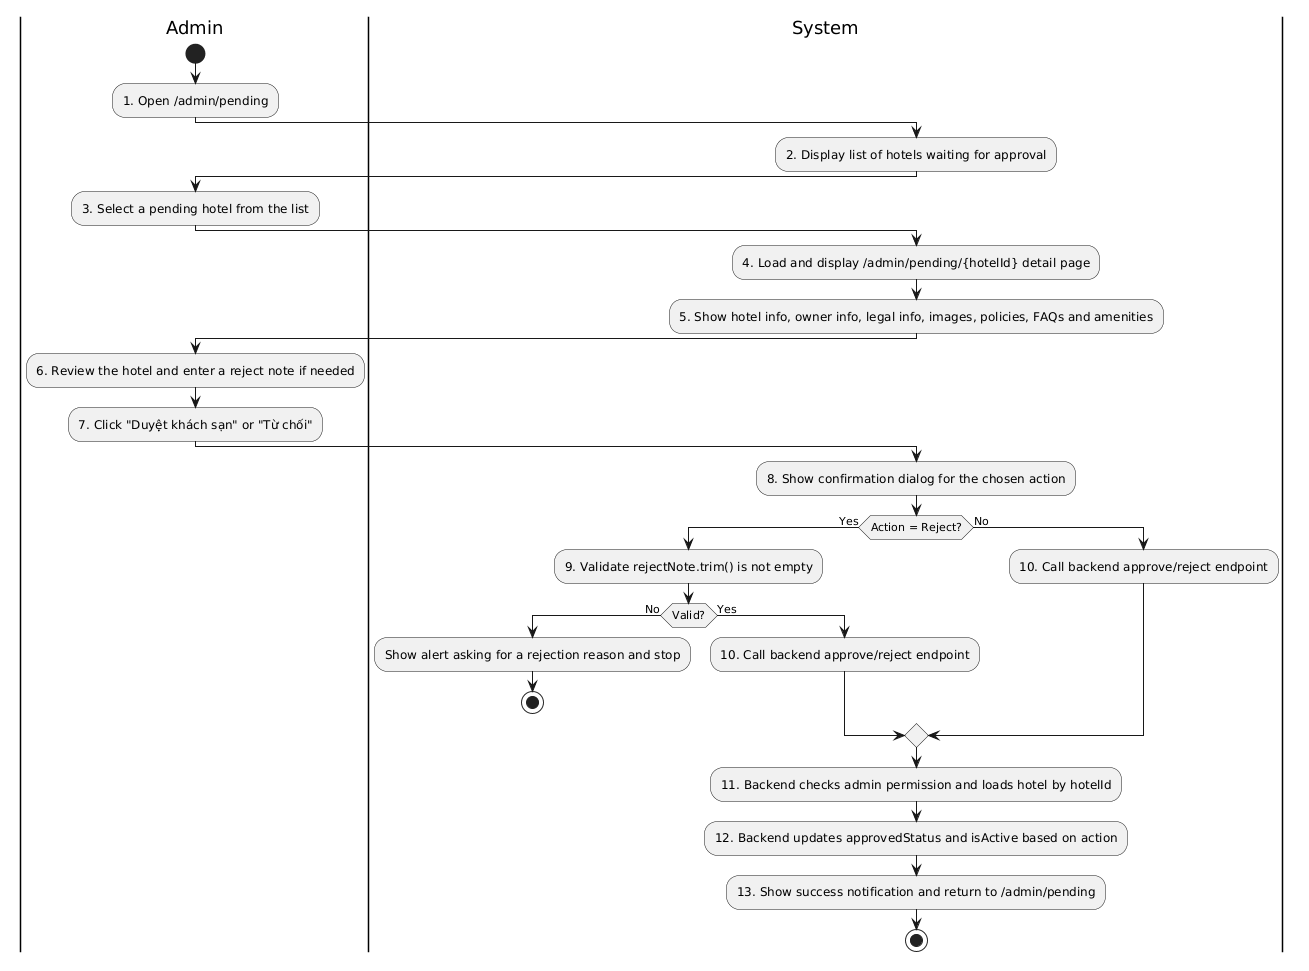 Admin
System
1. Open /admin/pending
2. Display list of hotels waiting for approval
3. Select a pending hotel from the list
4. Load and display /admin/pending/{hotelId} detail page
5. Show hotel info, owner info, legal info, images, policies, FAQs and amenities
6. Review the hotel and enter a reject note if needed
7. Click "Duyệt khách sạn" or "Từ chối"
8. Show confirmation dialog for the chosen action
Yes
Action = Reject?
No
9. Validate rejectNote.trim() is not empty
10. Call backend approve/reject endpoint
No
Valid?
Yes
Show alert asking for a rejection reason and stop
10. Call backend approve/reject endpoint
11. Backend checks admin permission and loads hotel by hotelId
12. Backend updates approvedStatus and isActive based on action
13. Show success notification and return to /admin/pending